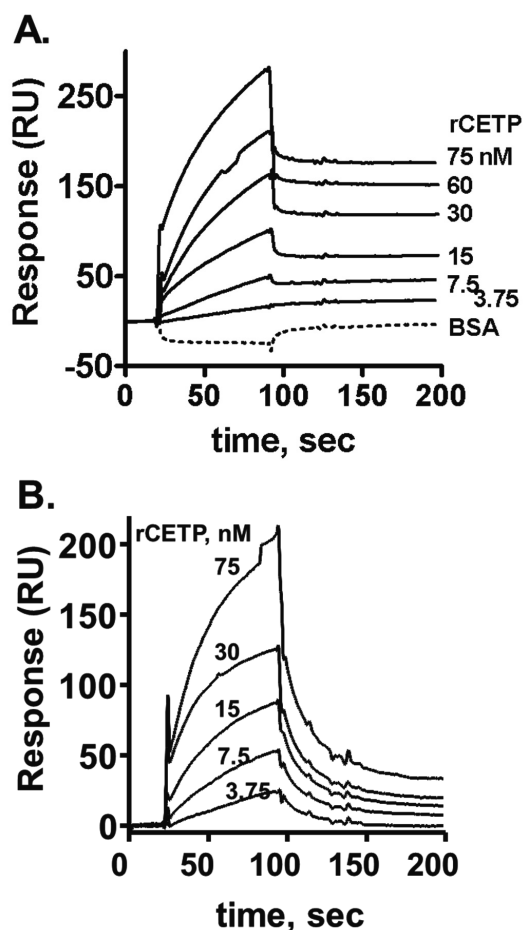 A.
Response (RU)
250
150
50
-50
rCETP
75 nM
60
30
15
7.5
3.75
BSA
0 50 100 150 200
time, sec
B.
Response (RU)
200
150
100
50
0
rCETP, nM
75
30
15
7.5
3.75
0 50 100 150 200
time, sec